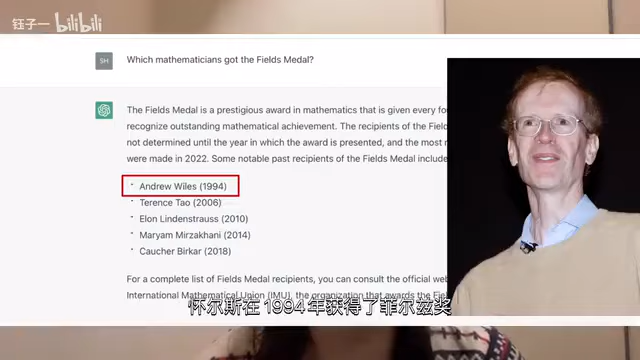 钰子一 bilibili
SH
Which mathematicians got the Fields Medal?
The Fields Medal is a prestigious award in mathematics that is given every fo
recognize outstanding mathematical achievement. The recipients of the Field
not determined until the year in which the award is presented, and the most r
were made in 2022. Some notable past recipients of the Fields Medal include
· Andrew Wiles (1994)
· Terence Tao (2006)
· Elon Lindenstrauss (2010)
· Maryam Mirzakhani (2014)
· Caucher Birkar (2018)
For a complete list of Fields Medal recipients, you can consult the official web
International Mathematical Union (IMU), the organization that awards the Fiel
怀尔斯在1994年获得了菲尔兹奖